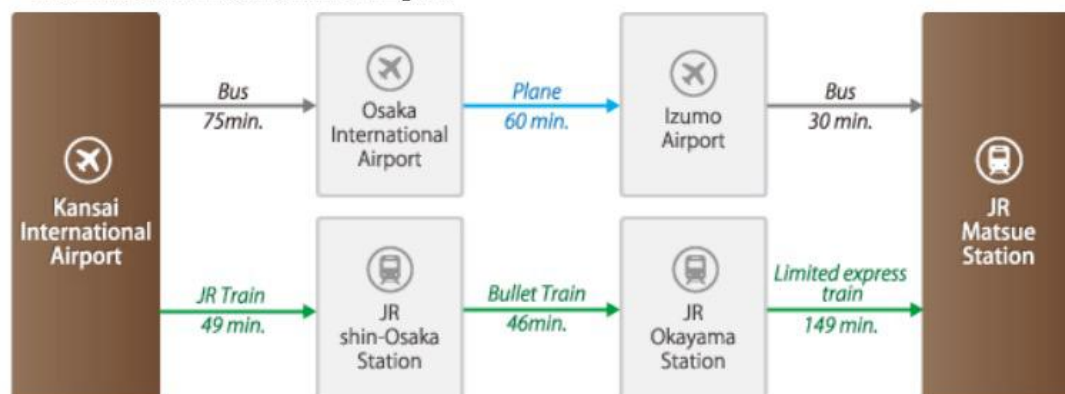 Kansai
International
Airport
Bus
75min.
Osaka
International
Airport
Plane
60 min.
Izumo
Airport
Bus
30 min.
JR Train
49 min.
JR
shin-Osaka
Station
Bullet Train
46min.
JR
Okayama
Station
Limited express
train
149 min.
JR
Matsue
Station